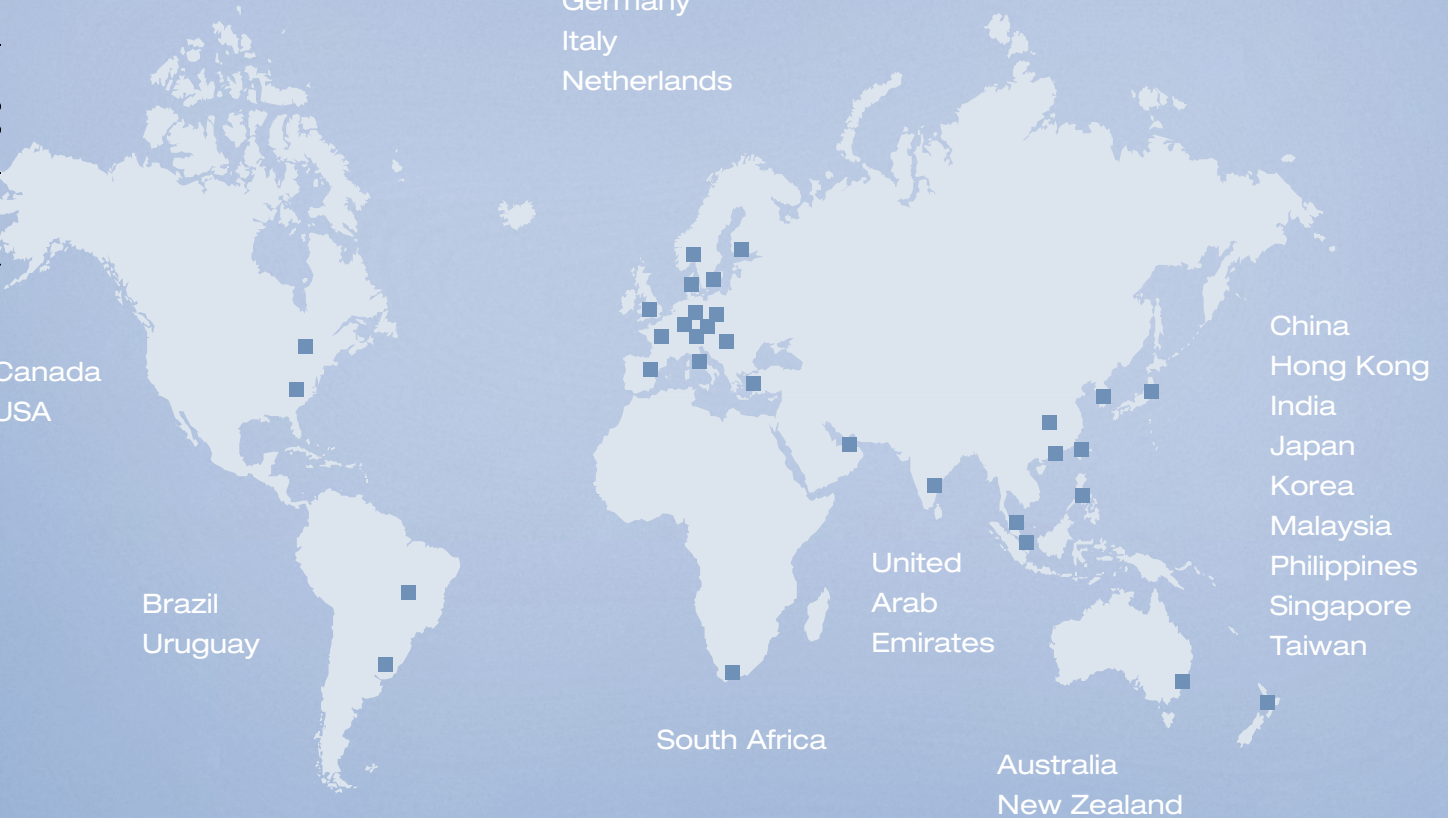 Germany
Italy
Netherlands
Canada
USA
Brazil
Uruguay
South Africa
United
Arab
Emirates
Australia
New Zealand
China
Hong Kong
India
Japan
Korea
Malaysia
Philippines
Singapore
Taiwan